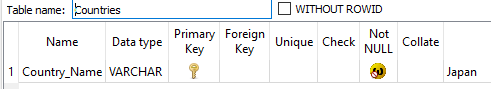 Table name: Countries WITHOUT ROWID
Name Data type Primary Key Foreign Key Unique Check Not NULL Collate
1 Country_Name VARCHAR Japan